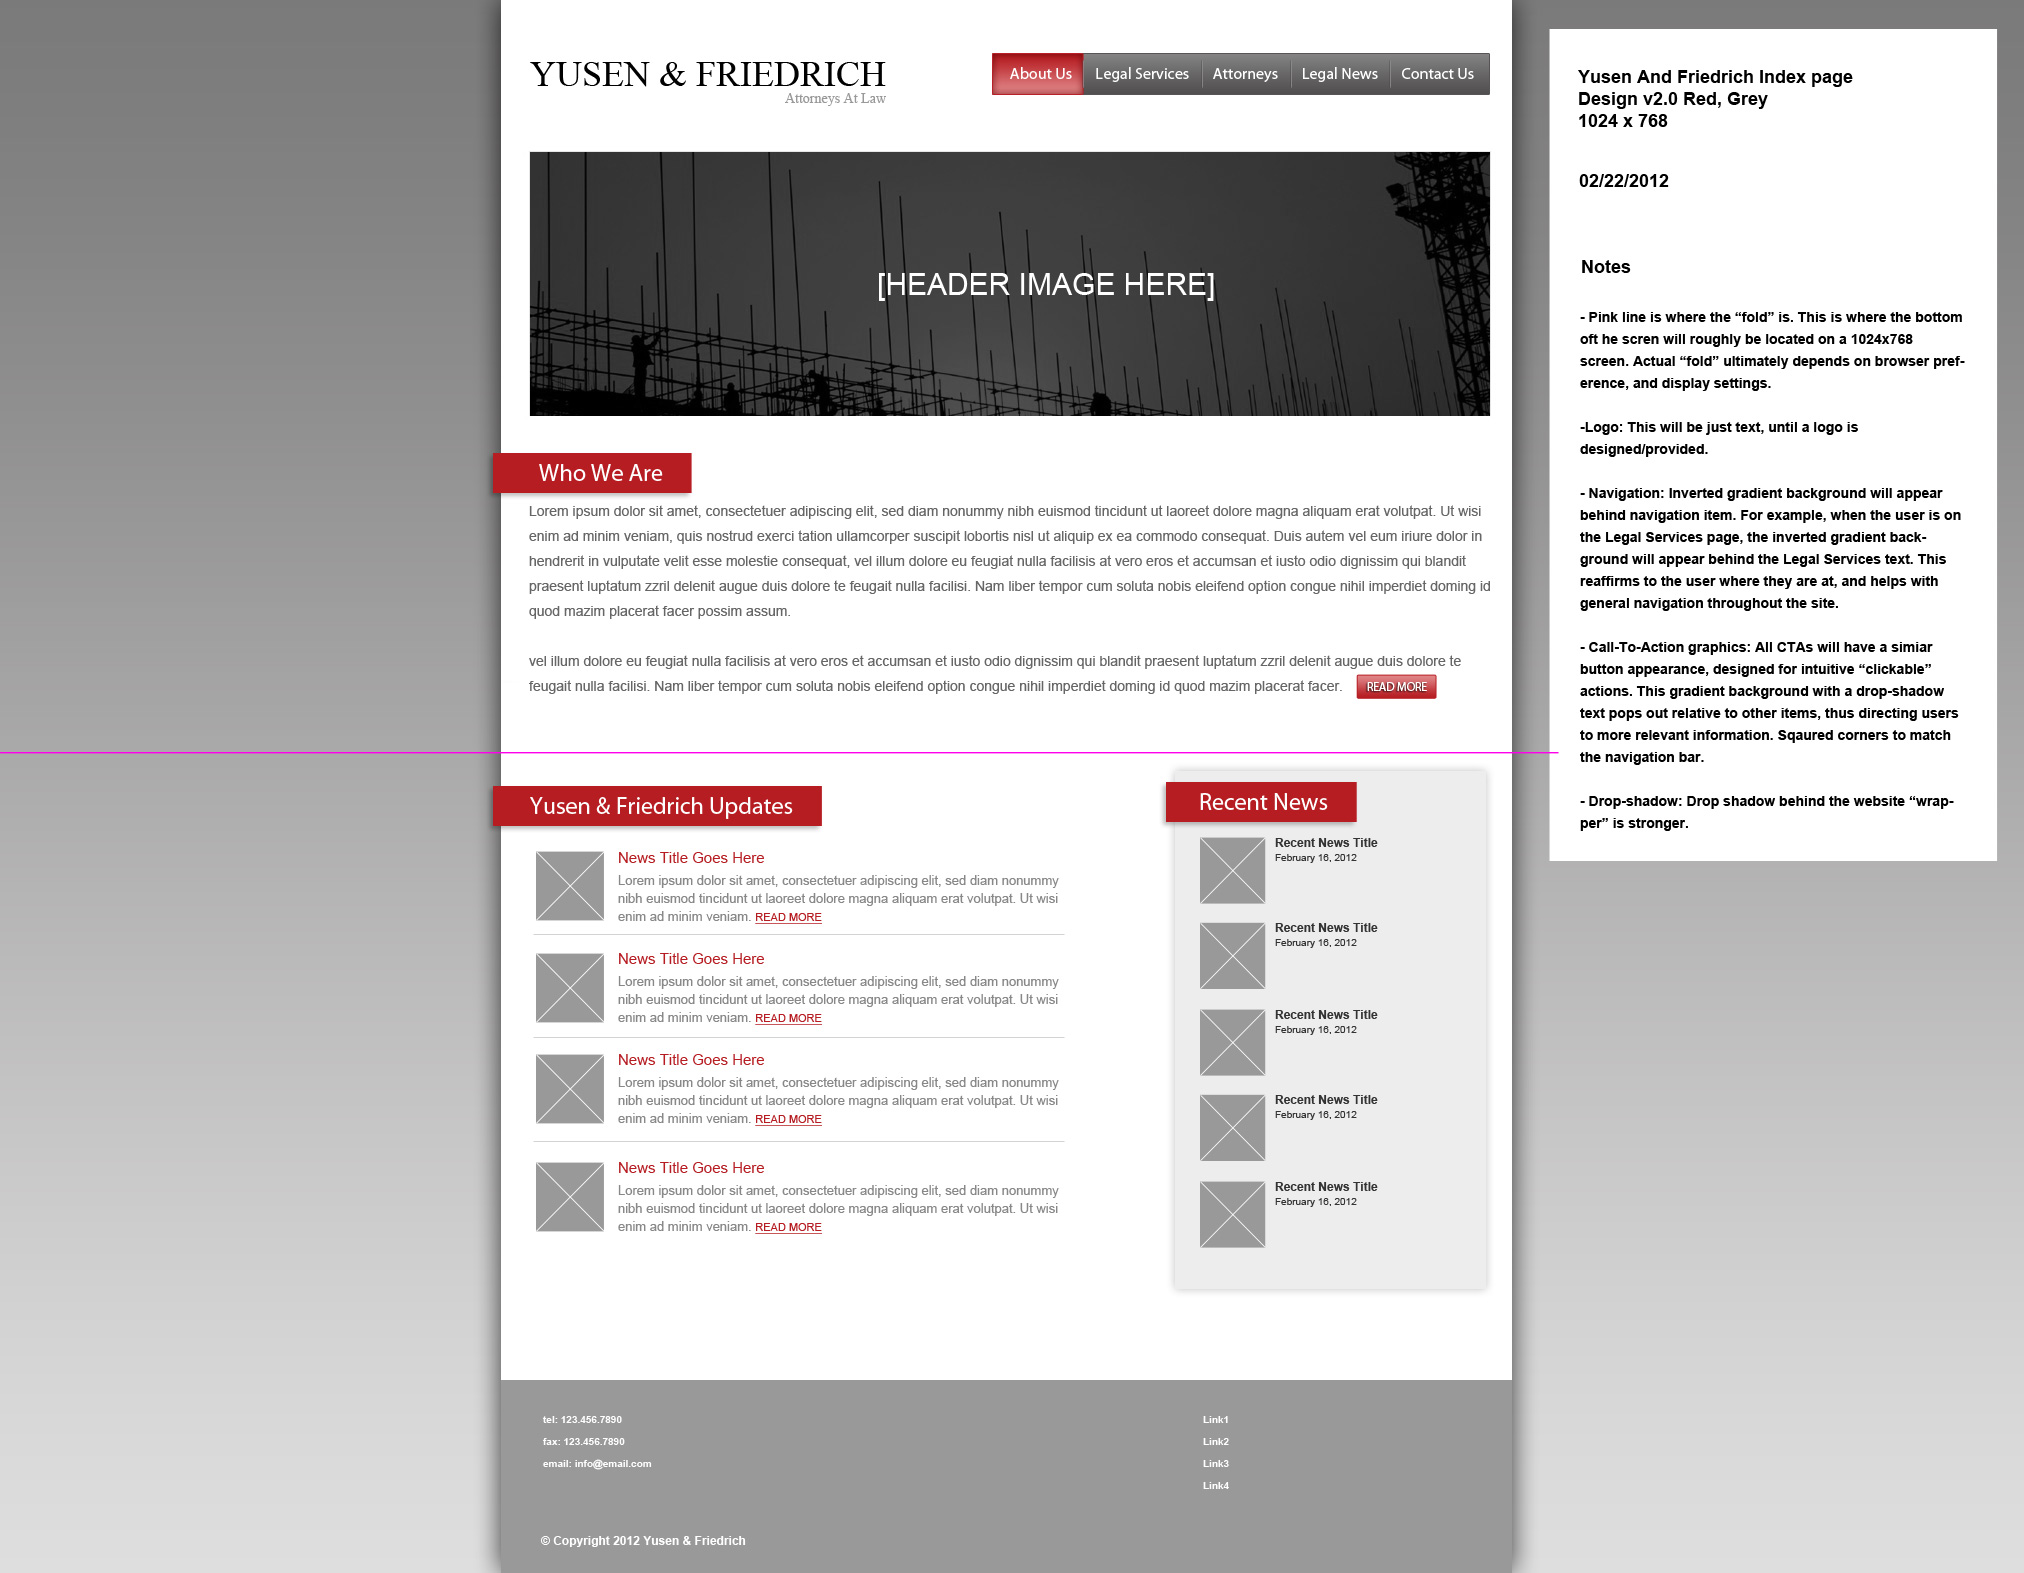 YUSEN & FRIEDRICH
Attorneys At Law
About Us
Legal Services
Attorneys
Legal News
Contact Us
[HEADER IMAGE HERE]
Who We Are
Lorem ipsum dolor sit amet, consectetuer adipiscing elit, sed diam nonummy nibh euismod tincidunt ut laoreet dolore magna aliquam erat volutpat. Ut wisi
enim ad minim veniam, quis nostrud exerci tation ullamcorper suscipit lobortis nisl ut aliquip ex ea commodo consequat. Duis autem vel eum iriure dolor in
hendrerit in vulputate velit esse molestie consequat, vel illum dolore eu feugiat nulla facilisis at vero eros et accumsan et iusto odio dignissim qui blandit
praesent luptatum zzril delenit augue duis dolore te feugait nulla facilisi. Nam liber tempor cum soluta nobis eleifend option congue nihil imperdiet doming id
quod mazim placerat facer possim assum.
vel illum dolore eu feugiat nulla facilisis at vero eros et accumsan et iusto odio dignissim qui blandit praesent luptatum zzril delenit augue duis dolore te
feugait nulla facilisi. Nam liber tempor cum soluta nobis eleifend option congue nihil imperdiet doming id quod mazim placerat facer.
READ MORE
Yusen & Friedrich Updates
News Title Goes Here
Lorem ipsum dolor sit amet, consectetuer adipiscing elit, sed diam nonummy
nibh euismod tincidunt ut laoreet dolore magna aliquam erat volutpat. Ut wisi
enim ad minim veniam. READ MORE
News Title Goes Here
Lorem ipsum dolor sit amet, consectetuer adipiscing elit, sed diam nonummy
nibh euismod tincidunt ut laoreet dolore magna aliquam erat volutpat. Ut wisi
enim ad minim veniam. READ MORE
News Title Goes Here
Lorem ipsum dolor sit amet, consectetuer adipiscing elit, sed diam nonummy
nibh euismod tincidunt ut laoreet dolore magna aliquam erat volutpat. Ut wisi
enim ad minim veniam. READ MORE
News Title Goes Here
Lorem ipsum dolor sit amet, consectetuer adipiscing elit, sed diam nonummy
nibh euismod tincidunt ut laoreet dolore magna aliquam erat volutpat. Ut wisi
enim ad minim veniam. READ MORE
Recent News
Recent News Title
February 16, 2012
Recent News Title
February 16, 2012
Recent News Title
February 16, 2012
Recent News Title
February 16, 2012
Recent News Title
February 16, 2012
tel: 123.456.7890
fax: 123.456.7890
email: info@email.com
Link1
Link2
Link3
Link4
© Copyright 2012 Yusen & Friedrich
Yusen And Friedrich Index page
Design v2.0 Red, Grey
1024 x 768
02/22/2012
Notes
- Pink line is where the “fold” is. This is where the bottom
oft he scren will roughly be located on a 1024x768
screen. Actual “fold” ultimately depends on browser pref-
erence, and display settings.
-Logo: This will be just text, until a logo is
designed/provided.
- Navigation: Inverted gradient background will appear
behind navigation item. For example, when the user is on
the Legal Services page, the inverted gradient back-
ground will appear behind the Legal Services text. This
reaffirms to the user where they are at, and helps with
general navigation throughout the site.
- Call-To-Action graphics: All CTAs will have a simiar
button appearance, designed for intuitive “clickable”
actions. This gradient background with a drop-shadow
text pops out relative to other items, thus directing users
to more relevant information. Sqaured corners to match
the navigation bar.
- Drop-shadow: Drop shadow behind the website “wrap-
per” is stronger.